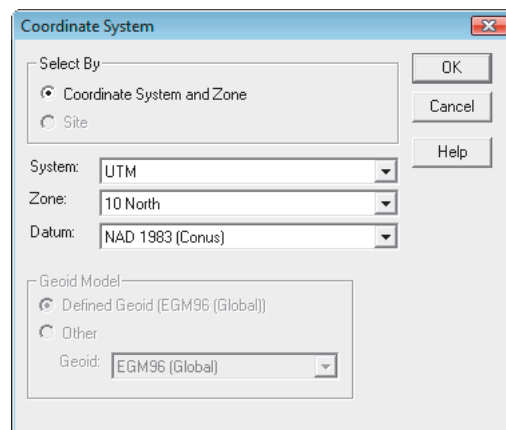 Coordinate System
Select By
Coordinate System and Zone
Site
OK
Cancel
Help
System: UTM
Zone: 10 North
Datum: NAD 1983 (Conus)
Geoid Model
Defined Geoid (EGM96 (Global))
Other
Geoid: EGM96 (Global)